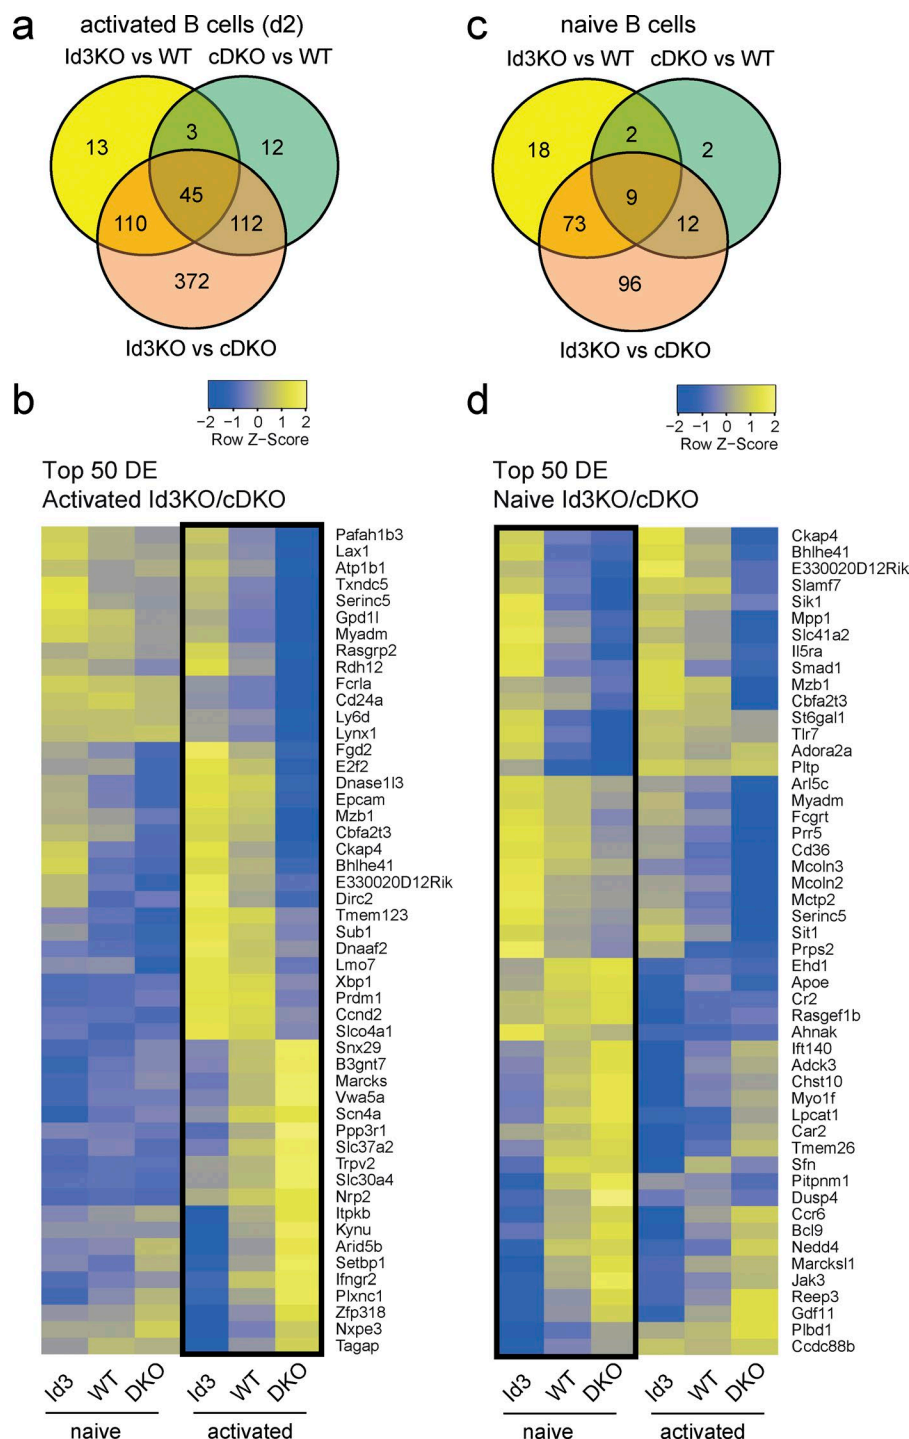 a
activated B cells (d2)
Id3KO vs WT cDKO vs WT
13
3
12
45
110
112
372
Id3KO vs cDKO
c
naive B cells
Id3KO vs WT cDKO vs WT
18
2
2
9
73
12
96
Id3KO vs cDKO
b
−2 −1 0 1 2
Row Z-Score
Top 50 DE
Activated Id3KO/cDKO
Pafah1b3
Lax1
Atp1b1
Txndc5
Serinc5
Gpd1l
Myadm
Rasgrp2
Rdh12
Fcrla
Cd24a
Ly6d
Lynx1
Fgd2
E2f2
Dnase1l3
Epcam
Mzb1
Cbfa2t3
Ckap4
Bhlhe41
E330020D12Rik
Dirc2
Tmem123
Sub1
Dnaaf2
Lmo7
Xbp1
Prdm1
Ccnd2
Slco4a1
Snx29
B3gnt7
Marcks
Vwa5a
Scn4a
Ppp3r1
Slc37a2
Trpv2
Slc30a4
Nrp2
Itpkb
Kynu
Arid5b
Setbp1
Ifngr2
Plxnc1
Zfp318
Nxpe3
Tagap
Id3 WT DKO Id3 WT DKO
naive activated
d
−2 −1 0 1 2
Row Z-Score
Top 50 DE
Naive Id3KO/cDKO
Ckap4
Bhlhe41
E330020D12Rik
Slamf7
Sik1
Mpp1
Slc41a2
Il5ra
Smad1
Mzb1
Cbfa2t3
St6gal1
Tlr7
Adora2a
Pltp
Arl5c
Myadm
Fcgrt
Prr5
Cd36
Mcoln3
Mcoln2
Mctp2
Serinc5
Sit1
Prps2
Ehd1
Apoe
Cr2
Rasgef1b
Ahnak
Ift140
Adck3
Chst10
Myo1f
Lpcat1
Car2
Tmem26
Sfn
Pitpnm1
Dusp4
Ccr6
Bcl9
Nedd4
Marcksl1
Jak3
Reep3
Gdf11
Plbd1
Ccdc88b
Id3 WT DKO Id3 WT DKO
naive activated